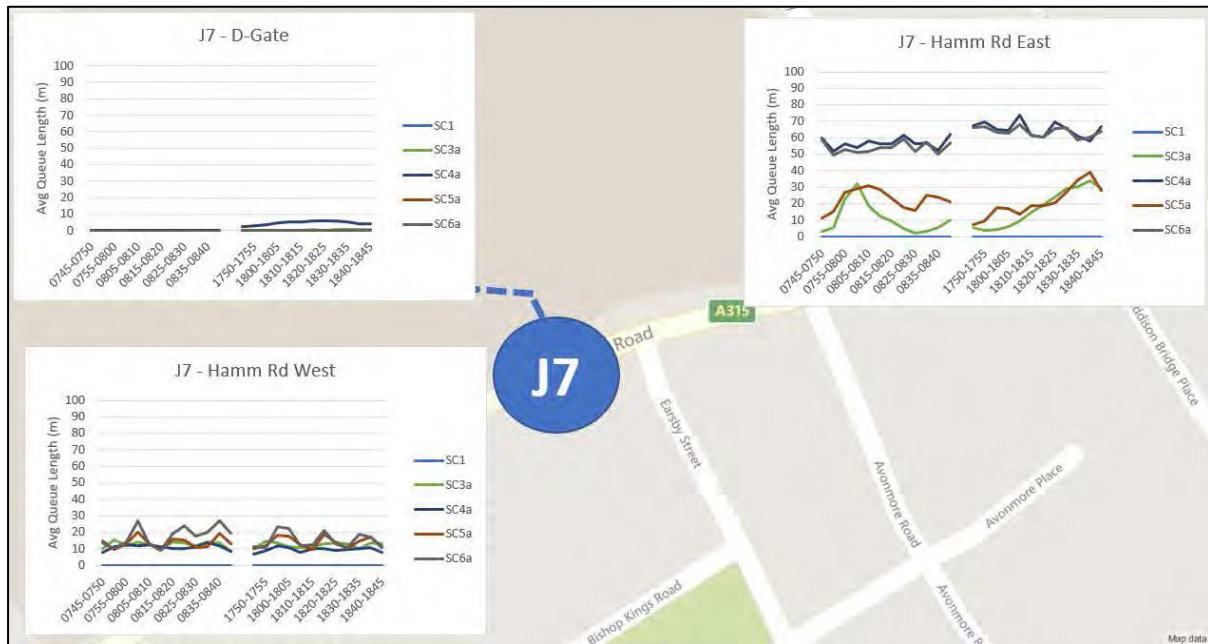 J7 - D-Gate
Avg Queue Length (m)
100
90
80
70
60
50
40
30
20
10
0
0745-0750
0755-0800
0805-0810
0815-0820
0825-0830
0835-0840
1750-1755
1800-1805
1810-1815
1820-1825
1830-1835
1840-1845
SC1
SC3a
SC4a
SC5a
SC6a
J7 - Hamm Rd East
Avg Queue Length (m)
100
90
80
70
60
50
40
30
20
10
0
0745-0750
0755-0800
0805-0810
0815-0820
0825-0830
0835-0840
1750-1755
1800-1805
1810-1815
1820-1825
1830-1835
1840-1845
SC1
SC3a
SC4a
SC5a
SC6a
J7 - Hamm Rd West
Avg Queue Length (m)
100
90
80
70
60
50
40
30
20
10
0
0745-0750
0755-0800
0805-0810
0815-0820
0825-0830
0835-0840
1750-1755
1800-1805
1810-1815
1820-1825
1830-1835
1840-1845
SC1
SC3a
SC4a
SC5a
SC6a
J7
Road
A315
Earsby Street
Avonmore Road
Avonmore Place
ddison Bridge Place
Bishop Kings Road
Avonmore R
Map data